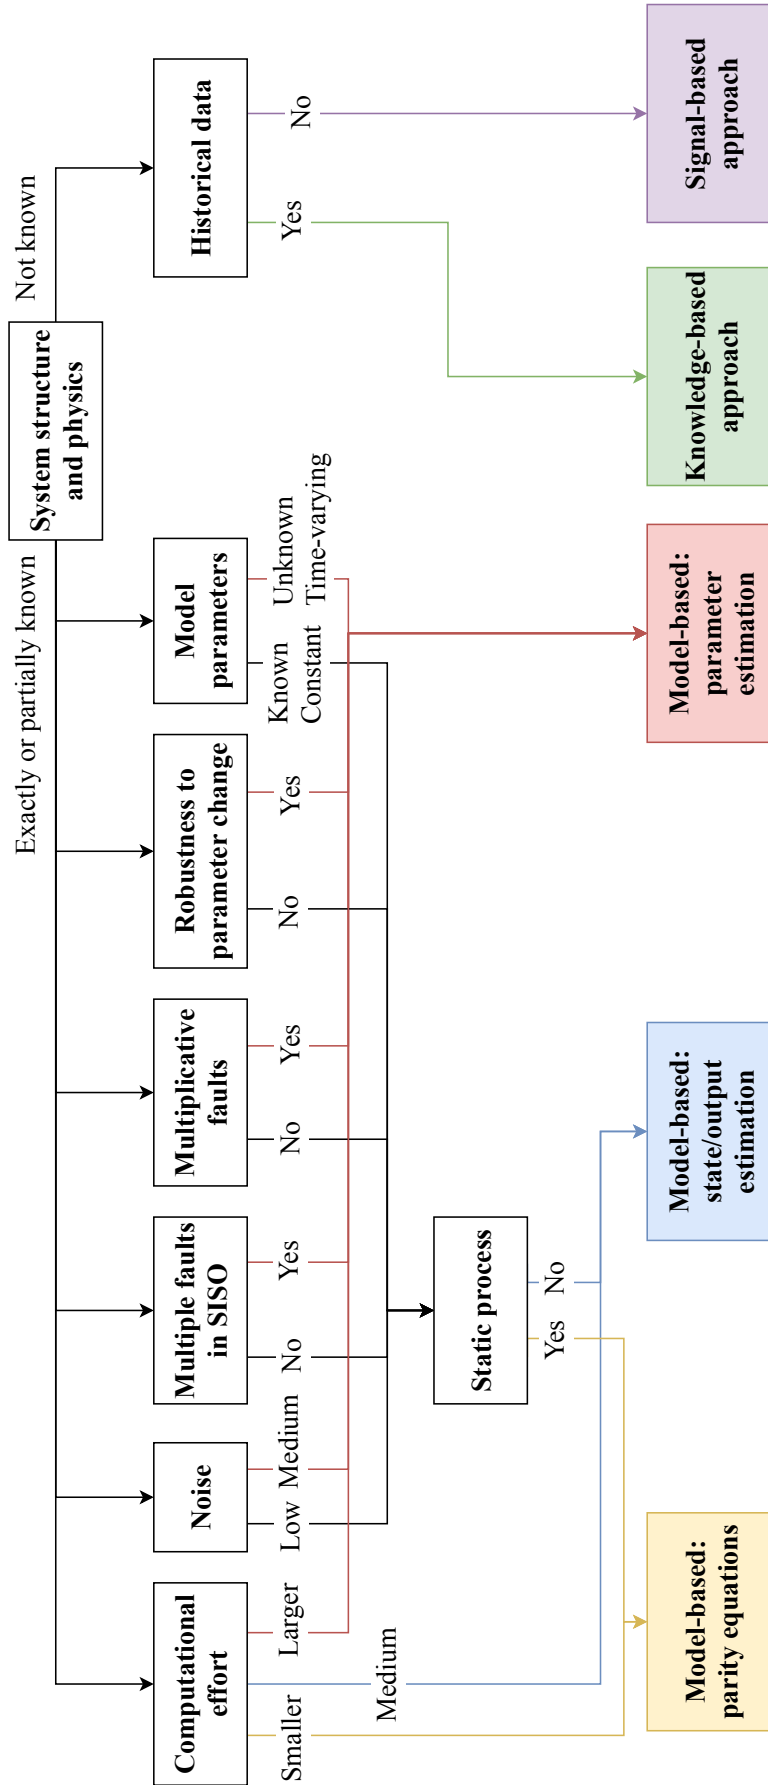 System structure
and physics
Exactly or partially known
Not known
Computational
effort
Noise
Multiple faults
in SISO
Multiplicative
faults
Robustness to
parameter change
Model
parameters
Historical data
Smaller
Medium
Larger
Low
Medium
No
Yes
No
Yes
No
Yes
Known
Constant
Unknown
Time-varying
Yes
No
Static process
Yes
No
Model-based:
parity equations
Model-based:
state/output
estimation
Model-based:
parameter
estimation
Knowledge-based
approach
Signal-based
approach